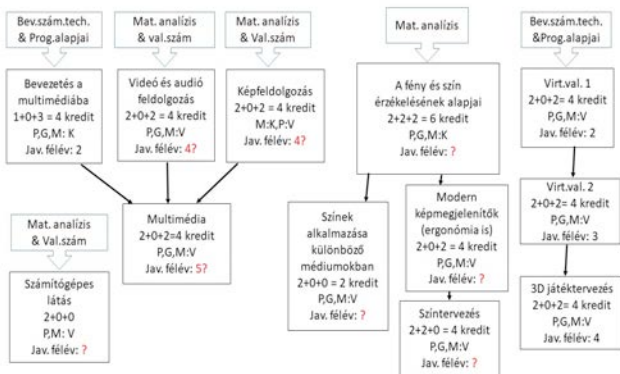 Bev.szám.tech.
& Prog.alapjai
Mat. analízis
& val.szám
Mat. analízis
& Val.szám
Mat. analízis
Bev.szám.tech.
&Prog.alapjai
Bevezetés a
multimédiába
1+0+3 = 4 kredit
P,G,M: K
Jav. félév: 2
Videó és audió
feldolgozás
2+0+2 = 4 kredit
P,G,M:V
Jav. félév: 4?
Képfeldolgozás
2+0+2 = 4 kredit
M:K,P:V
Jav. félév: 4?
A fény és szín
érzékelésének alapjai
2+2+2 = 6 kredit
P,G,M:K
Jav. félév: ?
Virt.val. 1
2+0+2= 4 kredit
P,G,M:V
Jav. félév: 2
Mat. analízis
& Val.szám
Számítógépes
látás
2+0+0
P,M: V
Jav. félév: ?
Multimédia
2+0+2=4 kredit
P,G,M:V
Jav. félév: 5?
Színek
alkalmazása
különböző
médiumokban
2+0+0 = 2 kredit
P,G,M:V
Jav. félév: ?
Modern
képmegjelenítők
(ergonómia is)
2+0+2 = 4 kredit
P,G,M:V
Jav. félév: ?
Színtervezés
2+2+0 = 4 kredit
P,G,M:V
Jav. félév: ?
Virt.val. 2
2+0+2= 4 kredit
P,G,M:V
Jav. félév: 3
3D játéktervezés
2+0+2= 4 kredit
P,G,M:V
Jav. félév: 4